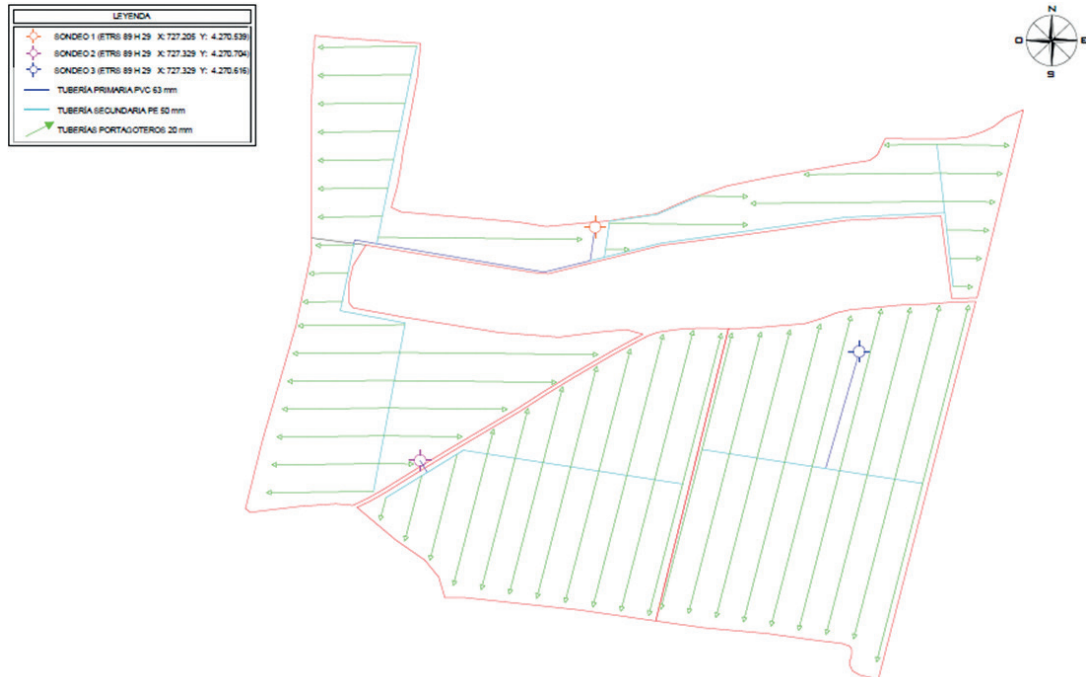 LEYENDA
SONDEO 1 (ETRS 89 H 29 X: 727.205 Y: 4.270.539)
SONDEO 2 (ETRS 89 H 29 X: 727.329 Y: 4.270.704)
SONDEO 3 (ETRS 89 H 29 X: 727.329 Y: 4.270.616)
TUBERÍA PRIMARIA PVC 63 mm
TUBERÍA SECUNDARIA PE 50 mm
TUBERÍAS PORTAGOTEROS 20 mm
N
O E
S